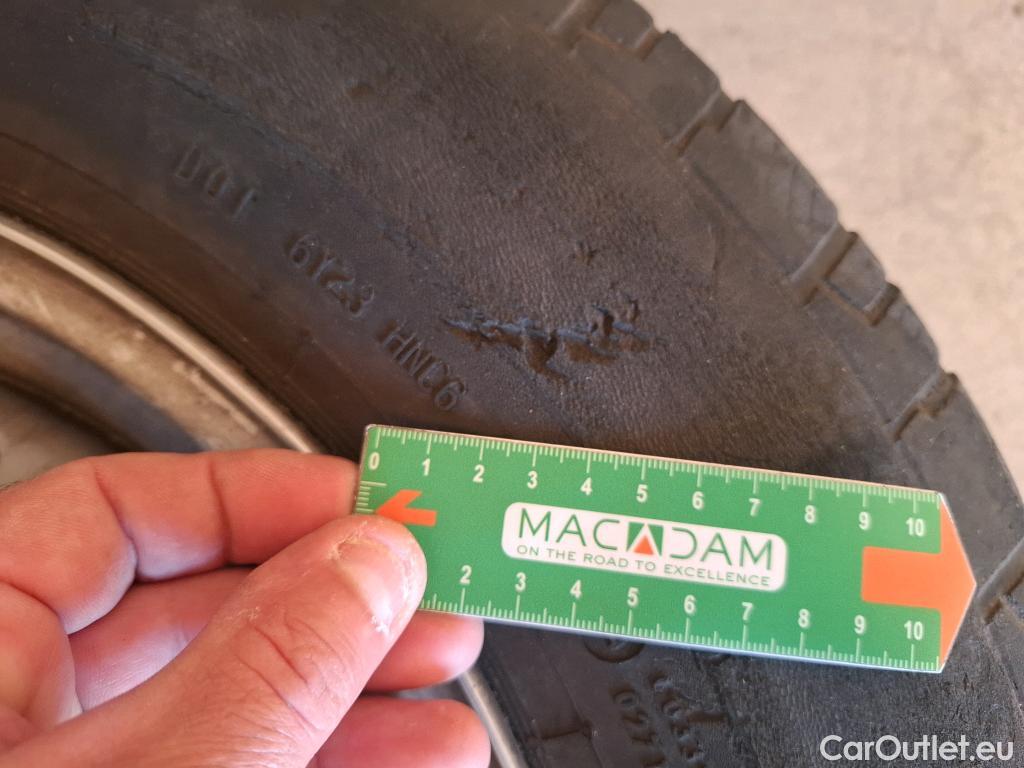 DOT
6Y23 HNC6
0 1 2 3 4 5 6 7 8 9 10
MACADAM
ON THE ROAD TO EXCELLENCE
2 3 4 5 6 7 8 9 10
CarOutlet.eu